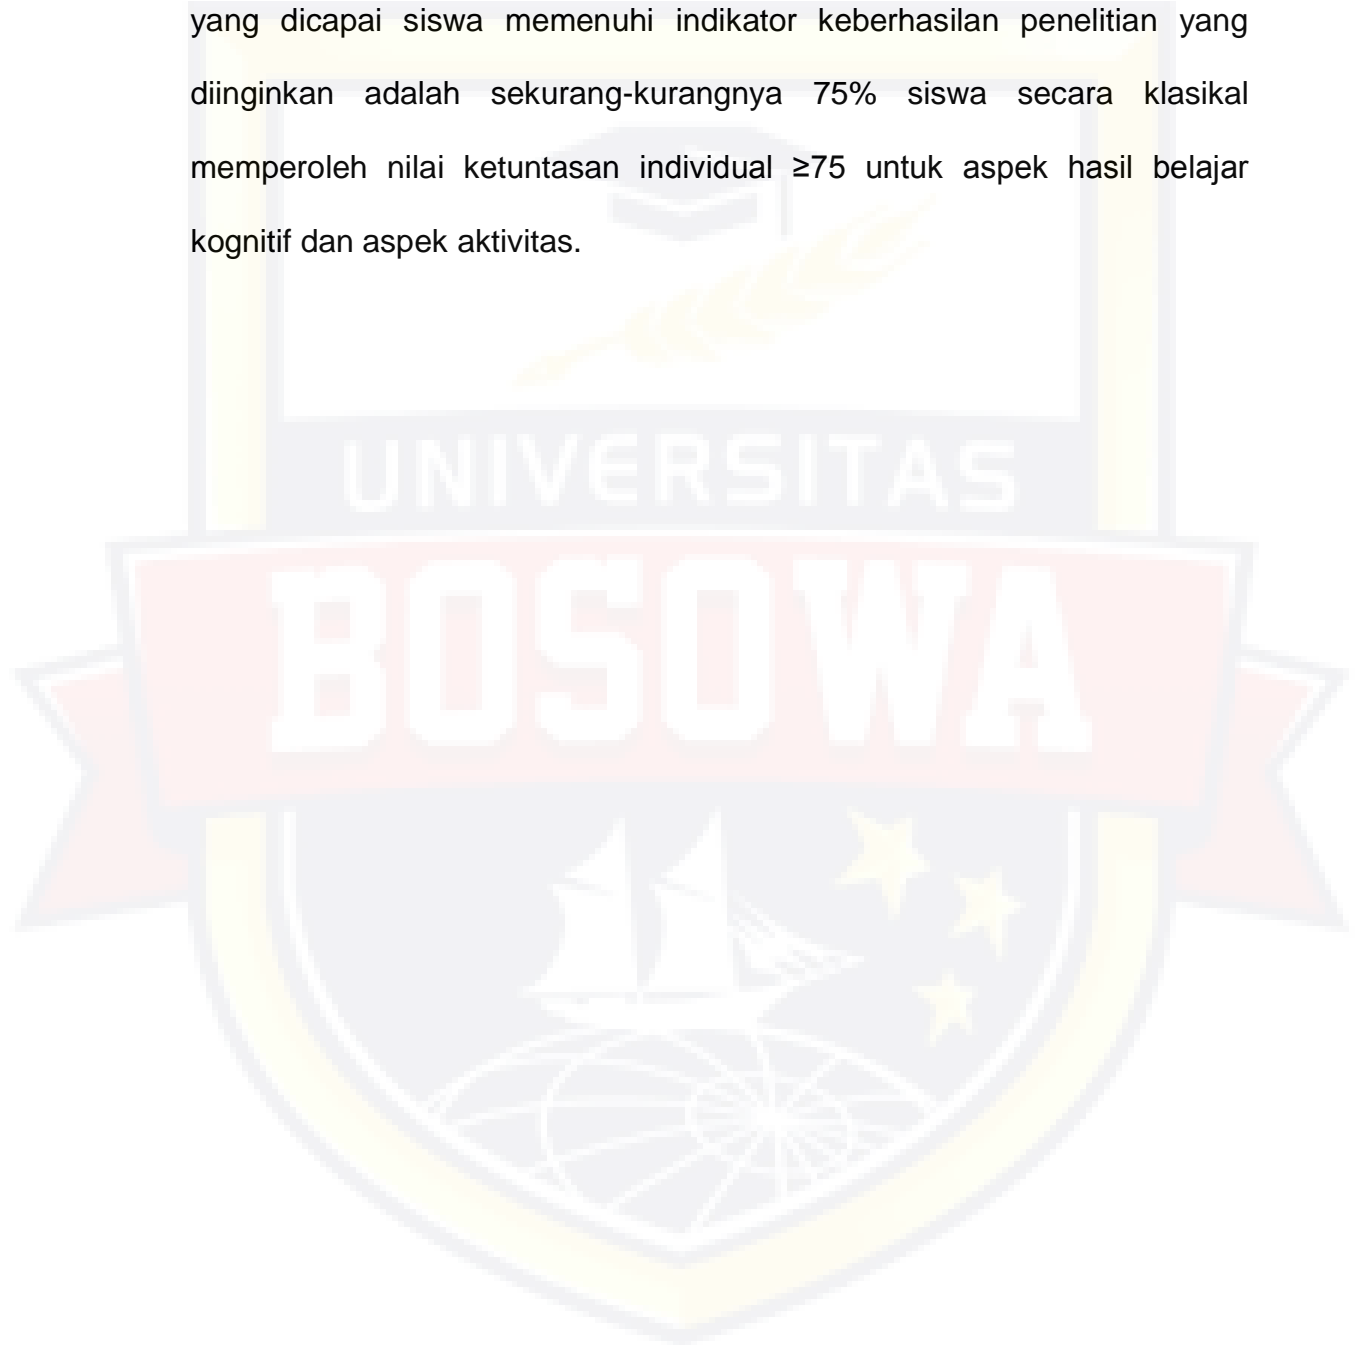 yang dicapai siswa memenuhi indikator keberhasilan penelitian yang
diinginkan adalah sekurang-kurangnya 75% siswa secara klasikal
memperoleh nilai ketuntasan individual ≥75 untuk aspek hasil belajar
kognitif dan aspek aktivitas.
UNIVERSITAS
BOSOWA